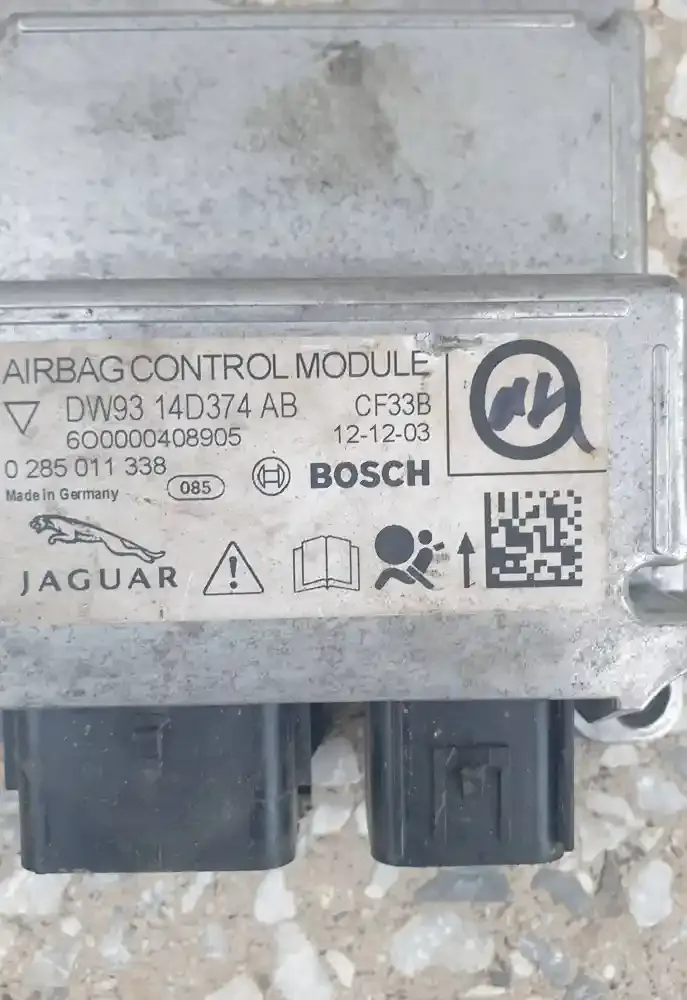 AIRBAG CONTROL MODULE
DW93 14D374 AB CF33B
600000408905 12-12-03
0 285 011 338
Made in Germany 085 BOSCH
JAGUAR